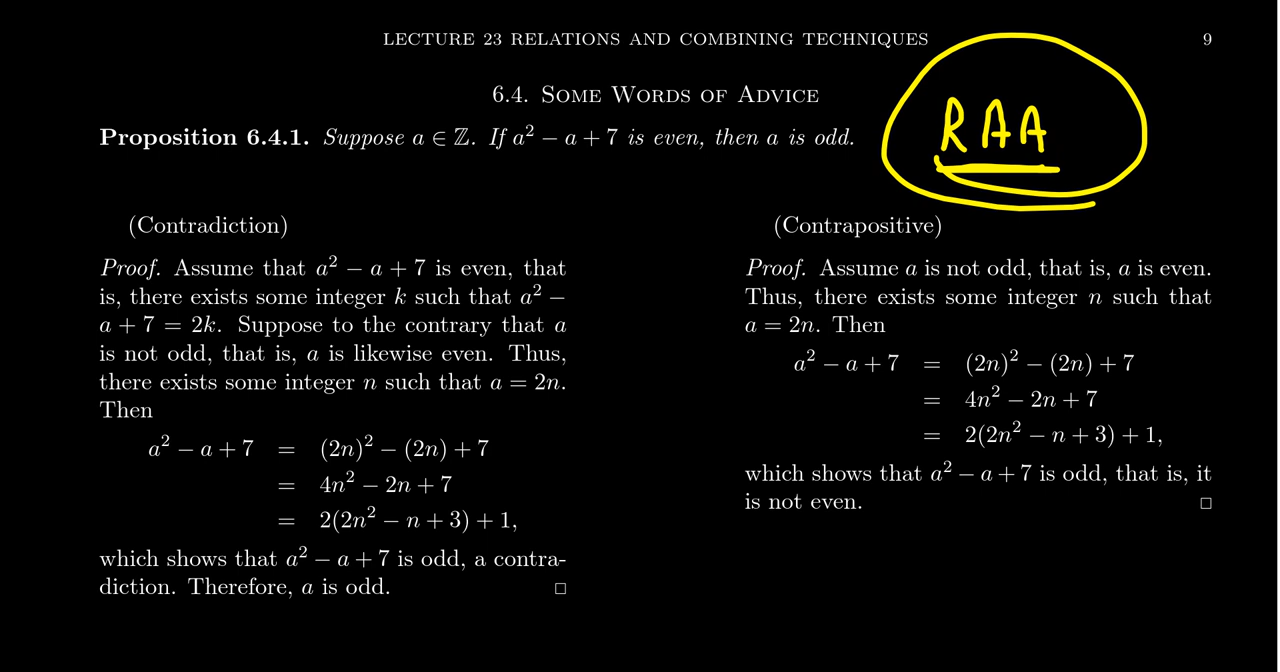 LECTURE 23 RELATIONS AND COMBINING TECHNIQUES 9
6.4. SOME WORDS OF ADVICE
RAA
Proposition 6.4.1. Suppose a ∈ ℤ. If a² − a + 7 is even, then a is odd.
(Contradiction)
Proof. Assume that a² − a + 7 is even, that
is, there exists some integer k such that a² −
a + 7 = 2k. Suppose to the contrary that a
is not odd, that is, a is likewise even. Thus,
there exists some integer n such that a = 2n.
Then
a² − a + 7 = (2n)² − (2n) + 7
= 4n² − 2n + 7
= 2(2n² − n + 3) + 1,
which shows that a² − a + 7 is odd, a contra-
diction. Therefore, a is odd. □
(Contrapositive)
Proof. Assume a is not odd, that is, a is even.
Thus, there exists some integer n such that
a = 2n. Then
a² − a + 7 = (2n)² − (2n) + 7
= 4n² − 2n + 7
= 2(2n² − n + 3) + 1,
which shows that a² − a + 7 is odd, that is, it
is not even. □